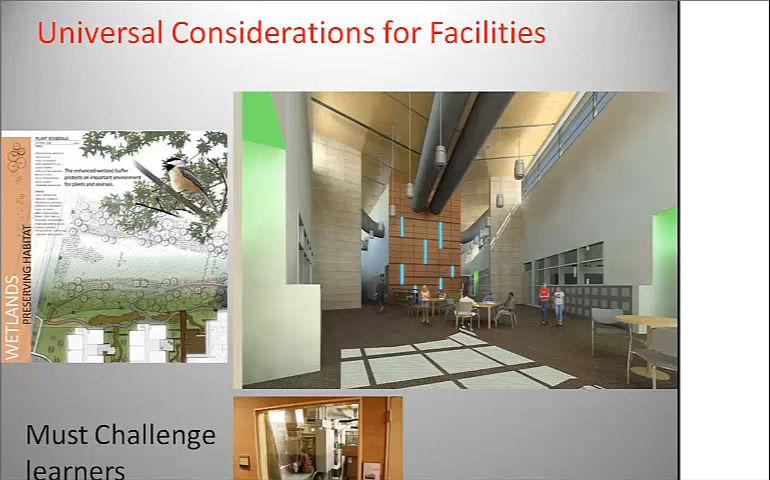 Universal Considerations for Facilities
PLANT SCHEDULE
The enhanced wetland buffer
protects an important environment
for plants and animals.
WETLANDS
PRESERVING HABITAT
Must Challenge
learners